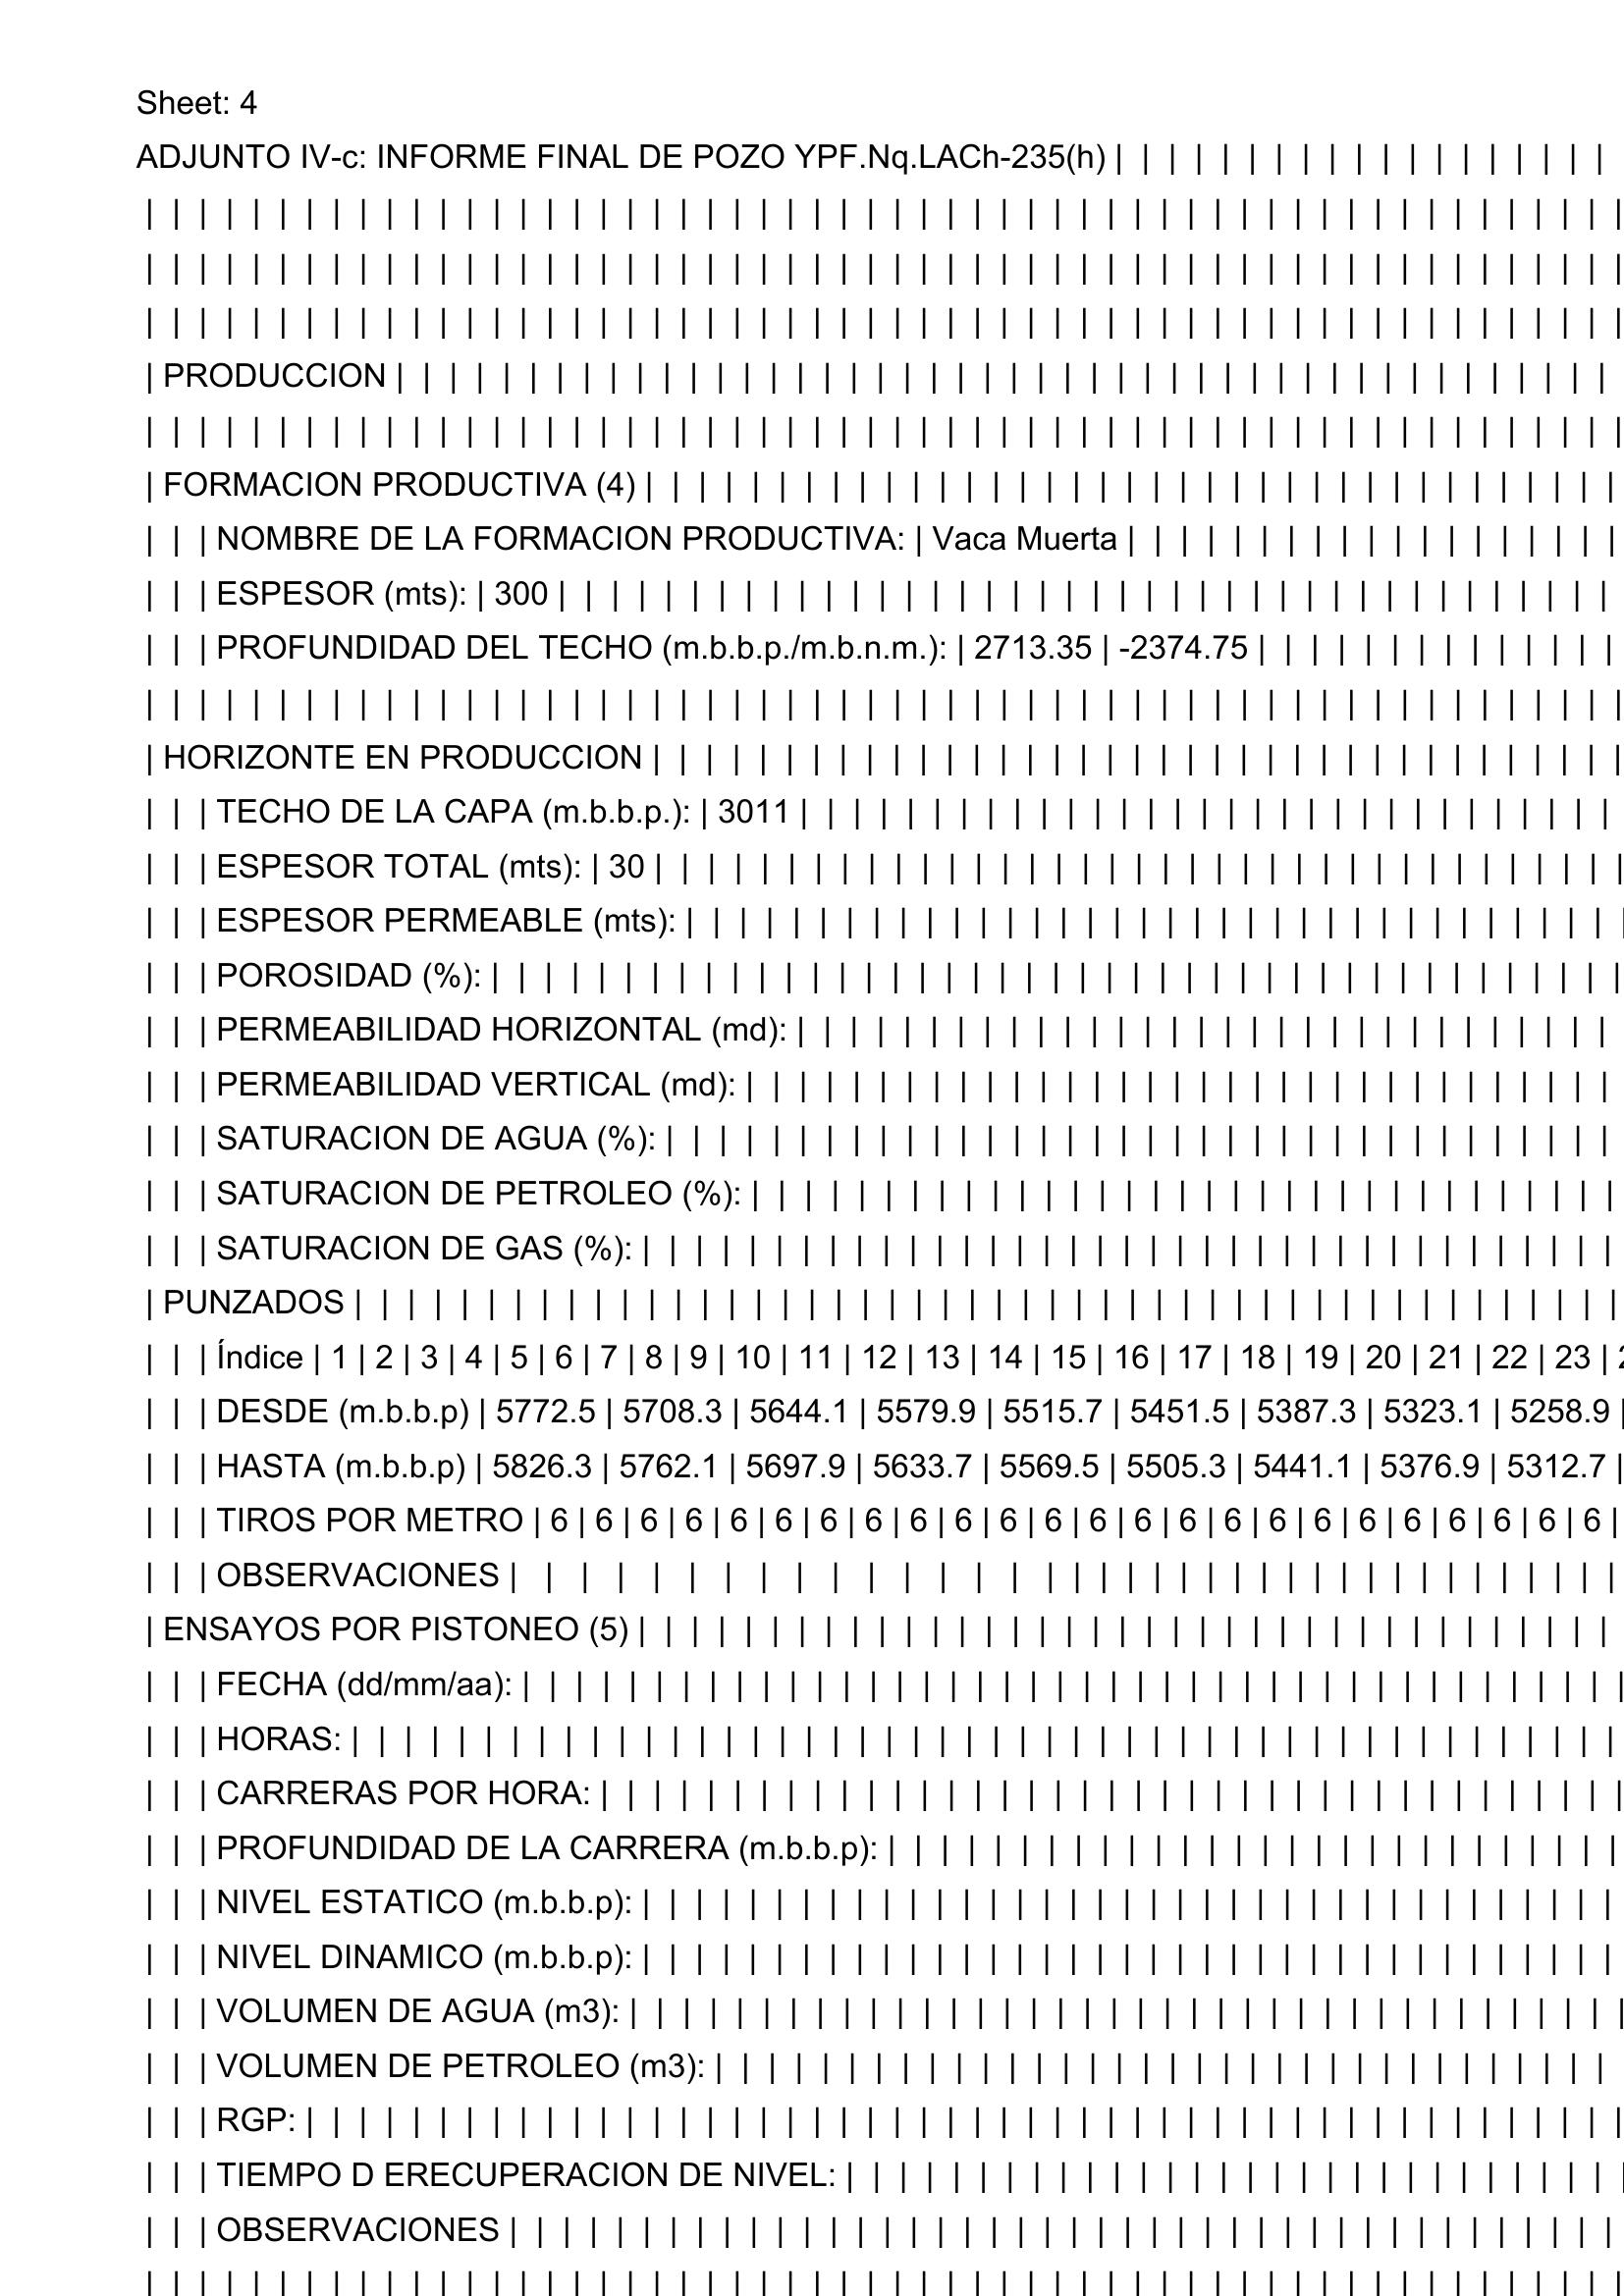 Sheet: 4
ADJUNTO IV-c: INFORME FINAL DE POZO YPF.Nq.LACh-235(h) | | | | | | | | | | | | | | | | | | |
| | | | | | | | | | | | | | | | | | | | | | | | | | | | | | | | | | | | | | | | | | | | | | | | | | | | | | | |
| | | | | | | | | | | | | | | | | | | | | | | | | | | | | | | | | | | | | | | | | | | | | | | | | | | | | | | |
| | | | | | | | | | | | | | | | | | | | | | | | | | | | | | | | | | | | | | | | | | | | | | | | | | | | | | | |
| PRODUCCION | | | | | | | | | | | | | | | | | | | | | | | | | | | | | | | | | | | | | | | | | | | | | |
| | | | | | | | | | | | | | | | | | | | | | | | | | | | | | | | | | | | | | | | | | | | | | | | | | | | | | | |
| FORMACION PRODUCTIVA (4) | | | | | | | | | | | | | | | | | | | | | | | | | | | | | | | | | | | | |
| | | NOMBRE DE LA FORMACION PRODUCTIVA: | Vaca Muerta | | | | | | | | | | | | | | | | | | |
| | | ESPESOR (mts): | 300 | | | | | | | | | | | | | | | | | | | | | | | | | | | | | | | | | | | | | | | |
| | | PROFUNDIDAD DEL TECHO (m.b.b.p./m.b.n.m.): | 2713.35 | -2374.75 | | | | | | | | | | | | | |
| | | | | | | | | | | | | | | | | | | | | | | | | | | | | | | | | | | | | | | | | | | | | | | | | | | | | | | |
| HORIZONTE EN PRODUCCION | | | | | | | | | | | | | | | | | | | | | | | | | | | | | | | | | | | | |
| | | TECHO DE LA CAPA (m.b.b.p.): | 3011 | | | | | | | | | | | | | | | | | | | | | | | | | | | | | | |
| | | ESPESOR TOTAL (mts): | 30 | | | | | | | | | | | | | | | | | | | | | | | | | | | | | | | | | | | | |
| | | ESPESOR PERMEABLE (mts): | | | | | | | | | | | | | | | | | | | | | | | | | | | | | | | | | | | |
| | | POROSIDAD (%): | | | | | | | | | | | | | | | | | | | | | | | | | | | | | | | | | | | | | | | | | | |
| | | PERMEABILIDAD HORIZONTAL (md): | | | | | | | | | | | | | | | | | | | | | | | | | | | | | | |
| | | PERMEABILIDAD VERTICAL (md): | | | | | | | | | | | | | | | | | | | | | | | | | | | | | | | | |
| | | SATURACION DE AGUA (%): | | | | | | | | | | | | | | | | | | | | | | | | | | | | | | | | | | | |
| | | SATURACION DE PETROLEO (%): | | | | | | | | | | | | | | | | | | | | | | | | | | | | | | | | |
| | | SATURACION DE GAS (%): | | | | | | | | | | | | | | | | | | | | | | | | | | | | | | | | | | | | |
| PUNZADOS | | | | | | | | | | | | | | | | | | | | | | | | | | | | | | | | | | | | | | | | | | | | | | | |
| | | Índice | 1 | 2 | 3 | 4 | 5 | 6 | 7 | 8 | 9 | 10 | 11 | 12 | 13 | 14 | 15 | 16 | 17 | 18 | 19 | 20 | 21 | 22 | 23 |
| | | DESDE (m.b.b.p) | 5772.5 | 5708.3 | 5644.1 | 5579.9 | 5515.7 | 5451.5 | 5387.3 | 5323.1 | 5258.9 |
| | | HASTA (m.b.b.p) | 5826.3 | 5762.1 | 5697.9 | 5633.7 | 5569.5 | 5505.3 | 5441.1 | 5376.9 | 5312.7 |
| | | TIROS POR METRO | 6 | 6 | 6 | 6 | 6 | 6 | 6 | 6 | 6 | 6 | 6 | 6 | 6 | 6 | 6 | 6 | 6 | 6 | 6 | 6 | 6 | 6 | 6 | 6 |
| | | OBSERVACIONES | | | | | | | | | | | | | | | | | | | | | | | | | | | | | | | | | | | |
| ENSAYOS POR PISTONEO (5) | | | | | | | | | | | | | | | | | | | | | | | | | | | | | | | | | | | | |
| | | FECHA (dd/mm/aa): | | | | | | | | | | | | | | | | | | | | | | | | | | | | | | | | | | | | | | | | | |
| | | HORAS: | | | | | | | | | | | | | | | | | | | | | | | | | | | | | | | | | | | | | | | | | | | | | | | |
| | | CARRERAS POR HORA: | | | | | | | | | | | | | | | | | | | | | | | | | | | | | | | | | | | | | | |
| | | PROFUNDIDAD DE LA CARRERA (m.b.b.p): | | | | | | | | | | | | | | | | | | | | | | | | | | | |
| | | NIVEL ESTATICO (m.b.b.p): | | | | | | | | | | | | | | | | | | | | | | | | | | | | | | | | | | | | |
| | | NIVEL DINAMICO (m.b.b.p): | | | | | | | | | | | | | | | | | | | | | | | | | | | | | | | | | | | | |
| | | VOLUMEN DE AGUA (m3): | | | | | | | | | | | | | | | | | | | | | | | | | | | | | | | | | | | | | |
| | | VOLUMEN DE PETROLEO (m3): | | | | | | | | | | | | | | | | | | | | | | | | | | | | | | | | | |
| | | RGP: | | | | | | | | | | | | | | | | | | | | | | | | | | | | | | | | | | | | | | | | | | | | | | | | |
| | | TIEMPO D ERECUPERACION DE NIVEL: | | | | | | | | | | | | | | | | | | | | | | | | | | | | | |
| | | OBSERVACIONES | | | | | | | | | | | | | | | | | | | | | | | | | | | | | | | | | | | | | | | | | |
| | | | | | | | | | | | | | | | | | | | | | | | | | | | | | | | | | | | | | | | | | | | | | | | | | | | | | | |